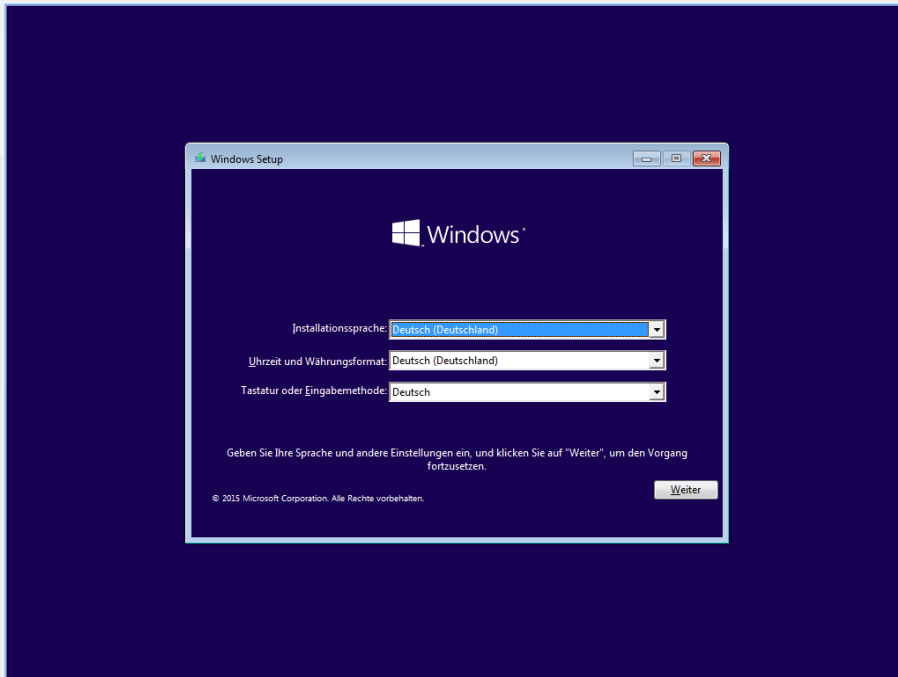 Windows Setup
Windows
Installationssprache: Deutsch (Deutschland)
Uhrzeit und Währungsformat: Deutsch (Deutschland)
Tastatur oder Eingabemethode: Deutsch
Geben Sie Ihre Sprache und andere Einstellungen ein, und klicken Sie auf "Weiter", um den Vorgang
fortzusetzen.
Weiter
© 2015 Microsoft Corporation. Alle Rechte vorbehalten.